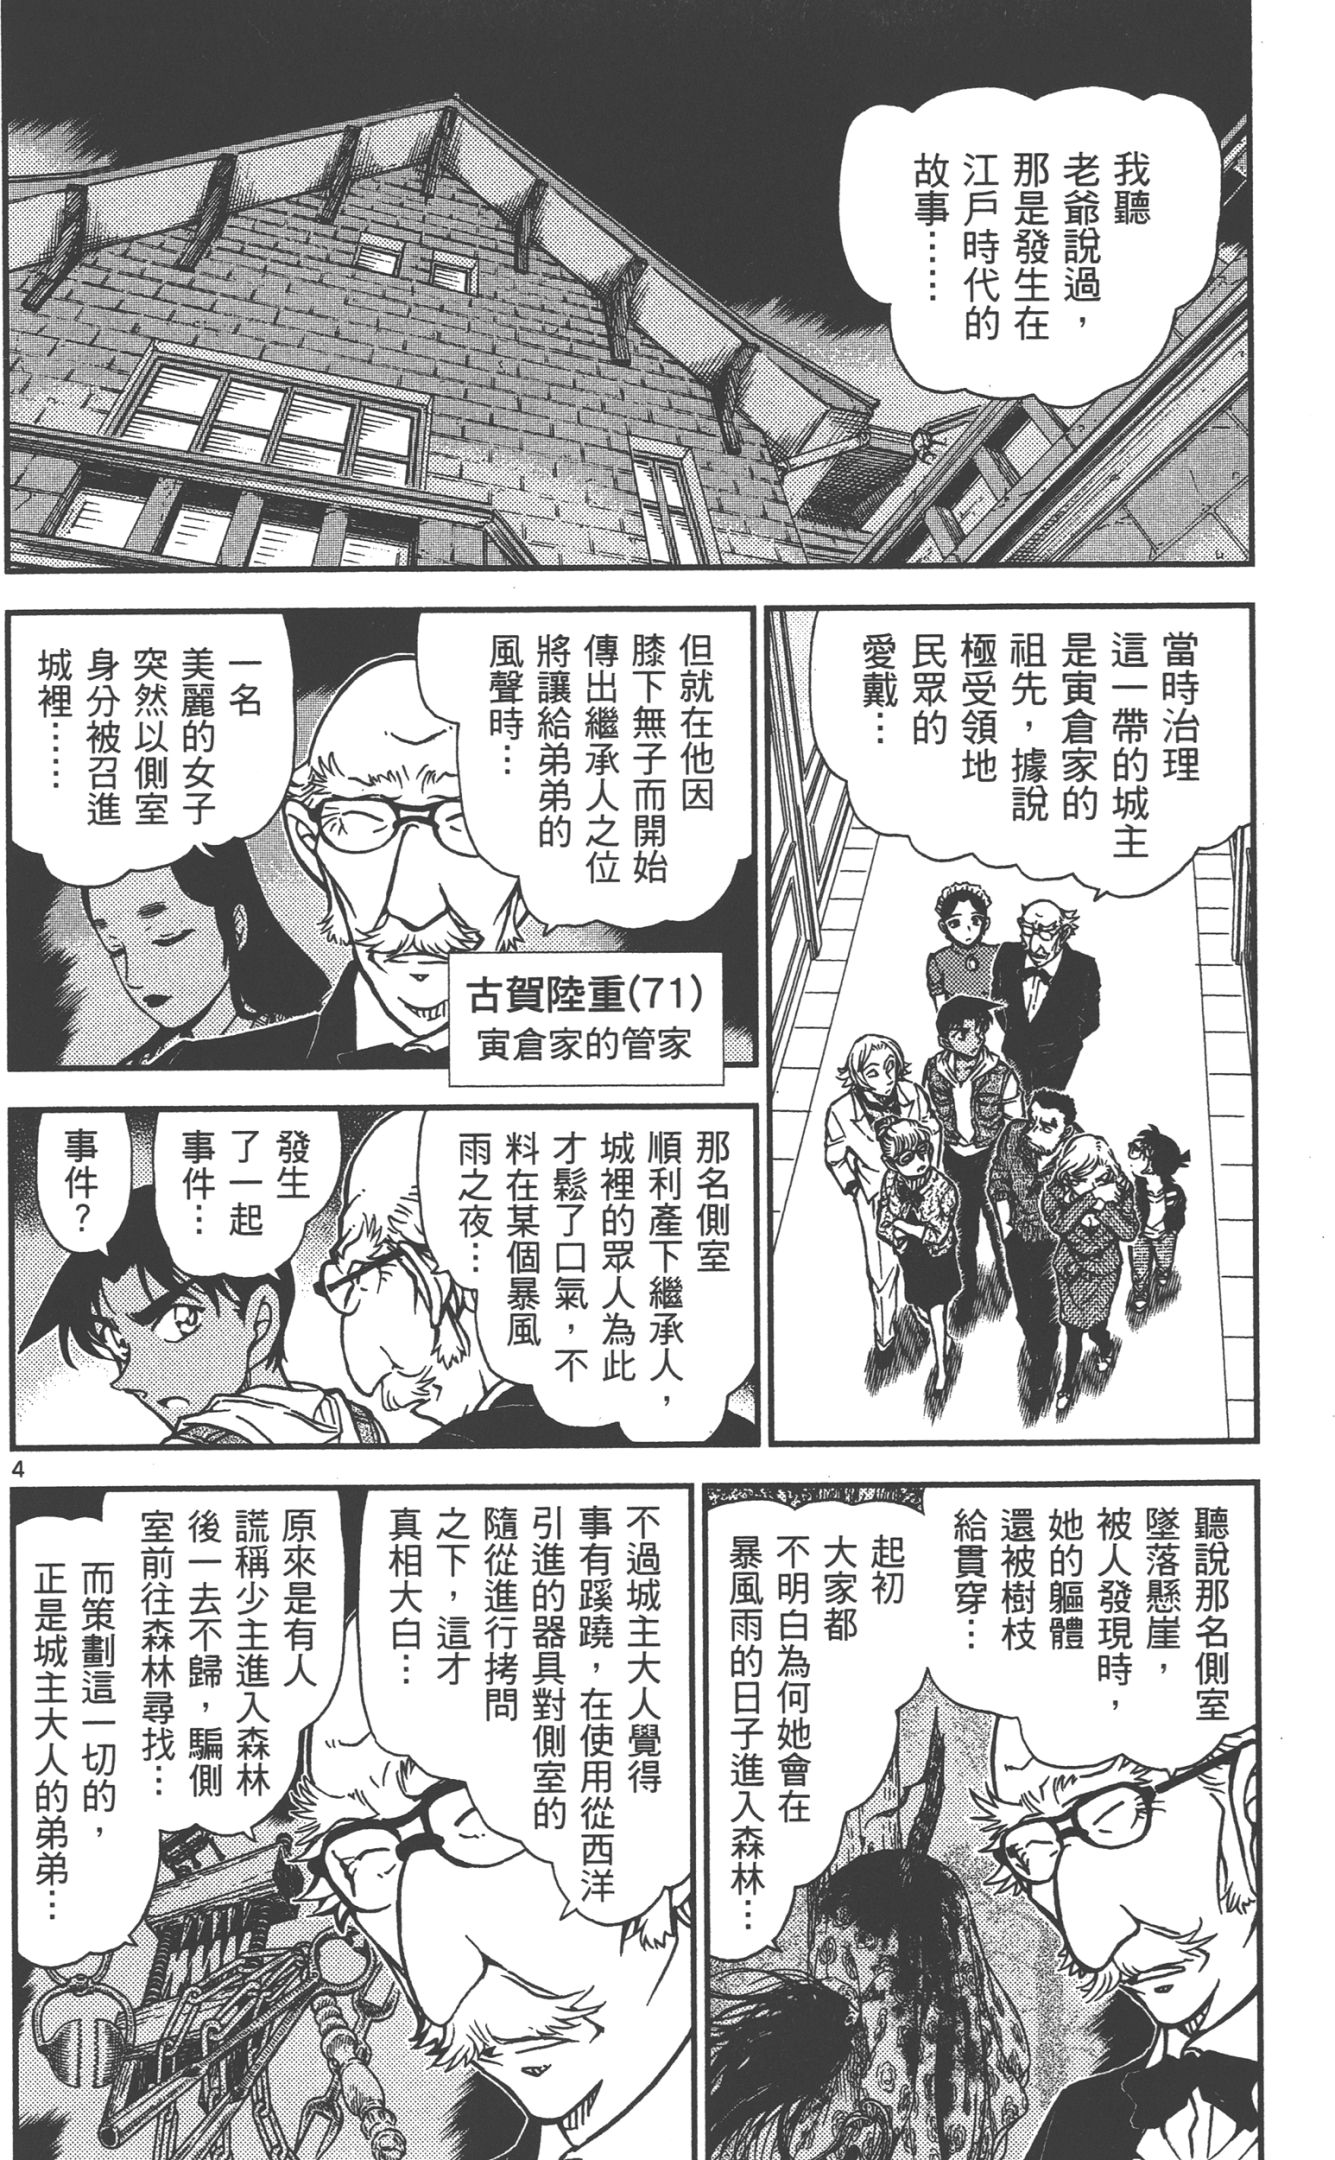 我聽
老爺說過，
那是發生在
江戶時代的
故事……
當時治理
這一帶的城主
是寅倉家的
祖先，據說
極受領地
民眾的
愛戴…
但就在他因
膝下無子而開始
傳出繼承人之位
將讓給弟弟的
風聲時…
一名
美麗的女子
突然以側室
身分被召進
城裡……
古賀陸重(71)
寅倉家的管家
那名側室
順利產下繼承人，
城裡的眾人為此
才鬆了口氣，不
料在某個暴風
雨之夜…
發生
了一起
事件…
事件？
4
聽說那名側室
墜落懸崖，
被人發現時，
她的軀體
還被樹枝
給貫穿…
起初
大家都
不明白為何她會在
暴風雨的日子進入森林…
不過城主大人覺得
事有蹊蹺，在使用從西洋
引進的器具對側室的
隨從進行拷問
之下，這才
真相大白…
原來是有人
謊稱少主進入森林
後一去不歸，騙側
室前往森林尋找…
而策劃這一切的，
正是城主大人的弟弟…